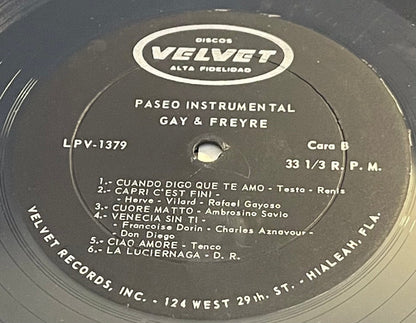 DISCOS
VELVET
ALTA FIDELIDAD
PASEO INSTRUMENTAL
GAY & FREYRE
LPV-1379
Cara B
33 1/3 R. P. M.
1.- CUANDO DIGO QUE TE AMO - Testa - Renis
2.- CAPRI C'EST FINI -
- Herve - Vilard - Rafael Gayoso
3.- CUORE MATTO - Ambrosino Savio
4.- VENECIA SIN TI -
- Francoise Dorin - Charles Aznavour -
Don Diego
5.- CIAO AMORE - Tenco
6.- LA LUCIERNAGA - D. R.
VELVET RECORDS, INC. - 124 WEST 29th. ST. - HIALEAH, FLA.